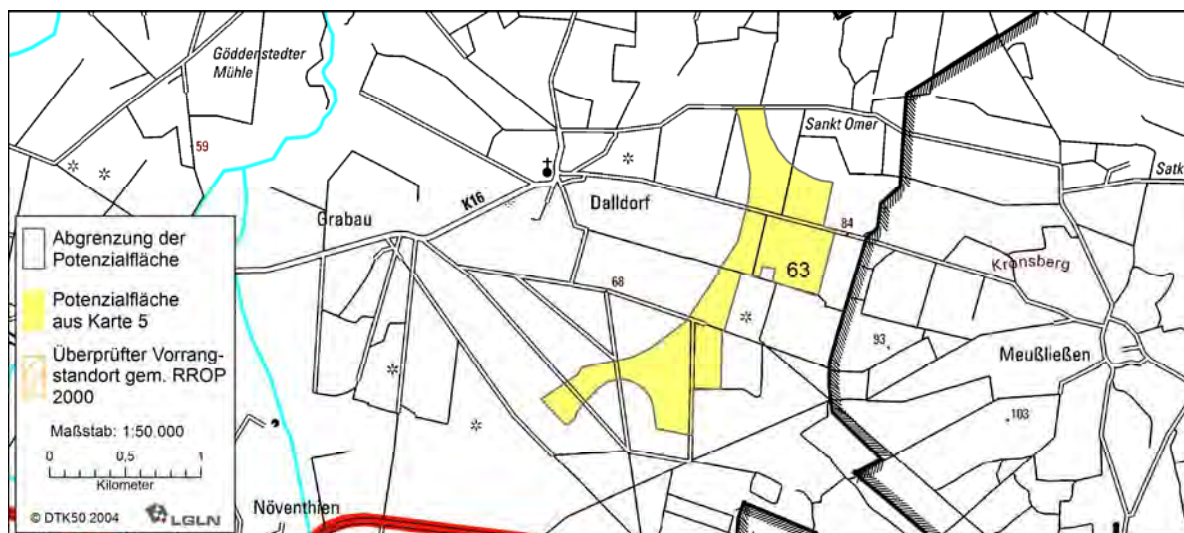 Göddenstedter
Mühle
59
Sankt Omer
Satk
K16
Dalldorf
Grabau
84
Kronsberg
68
63
93
Meußließen
103
Növenthien
Abgrenzung der
Potenzialfläche
Potenzialfläche
aus Karte 5
Überprüfter Vorrang-
standort gem. RROP
2000
Maßstab: 1:50.000
0 0,5 1
Kilometer
© DTK50 2004 LGLN